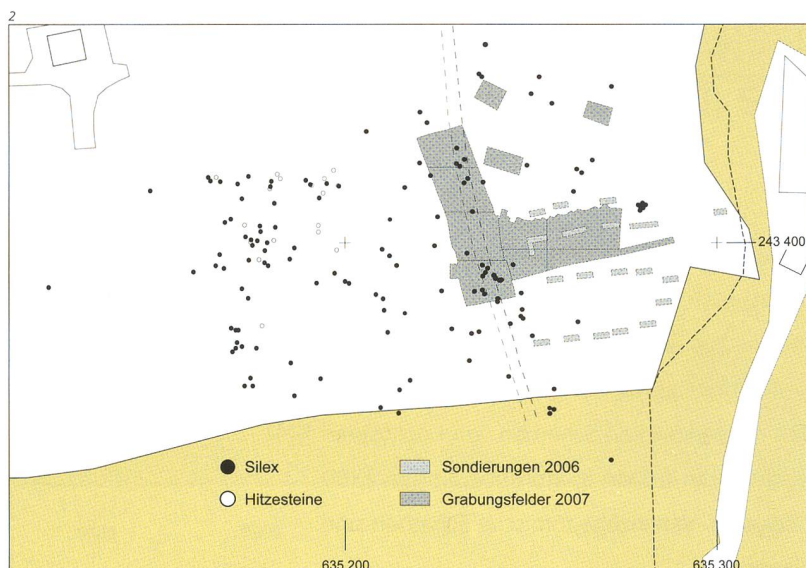 2
243 400
Silex
Sondierungen 2006
Hitzesteine
Grabungsfelder 2007
635 200
635 300